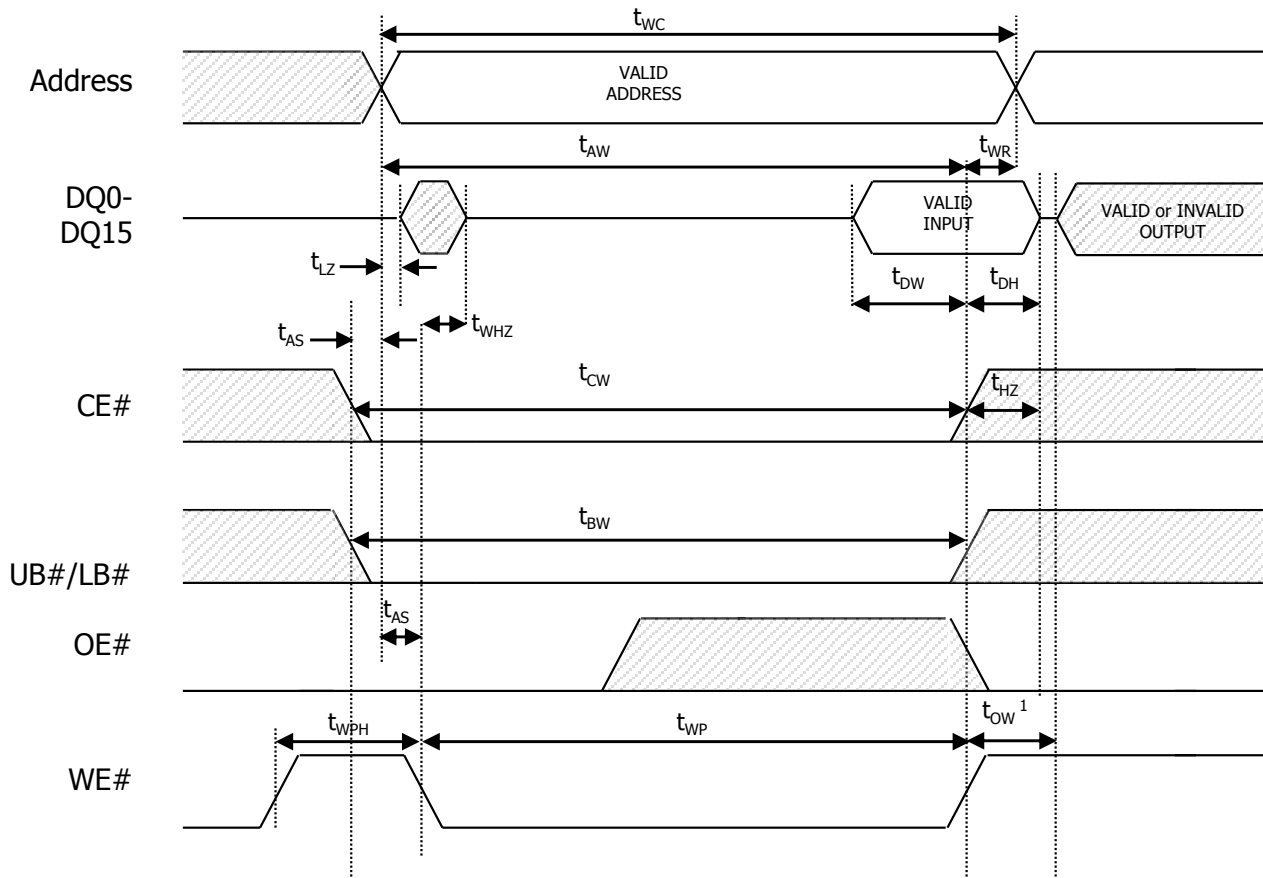 tWC
Address
VALID
ADDRESS
tAW
tWR
DQ0-
DQ15
VALID
INPUT
VALID or INVALID
OUTPUT
tLZ
tDW
tDH
tAS
tWHZ
CE#
tCW
tHZ
UB#/LB#
tBW
tAS
OE#
tWPH
tWP
tOW 1
WE#